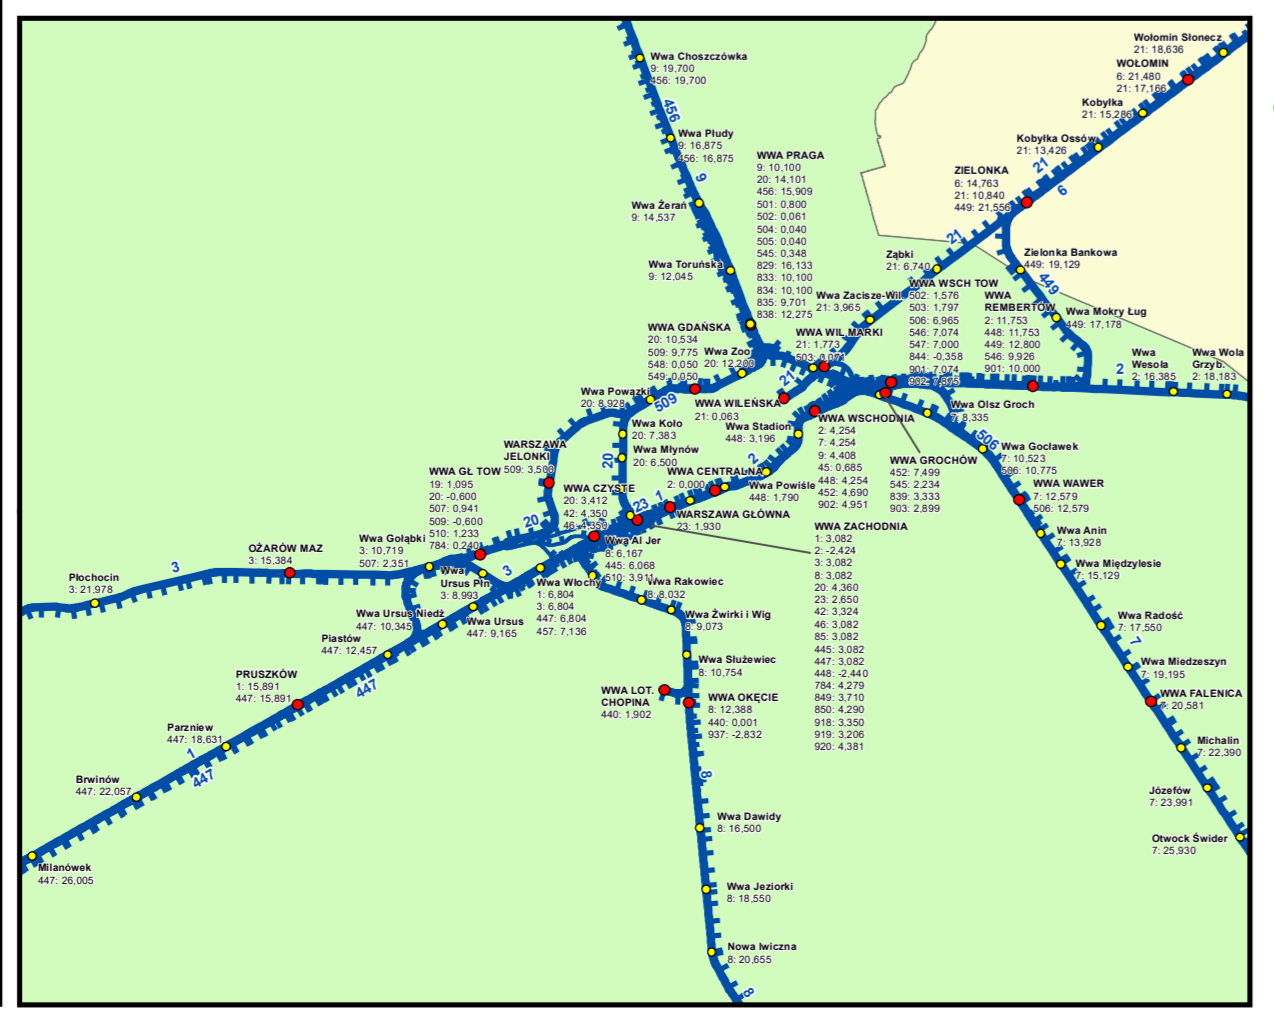 Wołomin Słonecz
21: 18,636
WOŁOMIN
6: 21,480
21: 17,166
Kobyłka
21: 15,286
Kobyłka Ossów
21: 13,426
ZIELONKA
6: 14,763
21: 10,840
449: 21,556
21
6
21
Wwa Choszczówka
9: 19,700
456: 19,700
456
Wwa Płudy
9: 16,875
456: 16,875
9
Wwa Żerań
9: 14,537
Wwa Toruńska
9: 12,045
WWA PRAGA
9: 10,100
20: 14,101
456: 15,909
501: 0,800
502: 0,061
504: 0,040
505: 0,040
545: 0,348
829: 16,133
833: 10,100
834: 10,100
835: 9,701
838: 12,275
Ząbki
21: 6,740
Zielonka Bankowa
449: 19,129
449
Wwa Mokry Ług
449: 17,178
Wwa Zacisze-Wil
21: 3,965
WWA WSCH TOW
502: 1,576
503: 1,797
506: 6,965
546: 7,074
547: 7,000
844: -0,358
901: 7,074
902: 7,975
WWA
REMBERTÓW
2: 11,753
448: 11,753
449: 12,800
546: 9,926
901: 10,000
WWA GDAŃSKA
20: 10,534
509: 9,775
548: 0,050
549: 0,050
Wwa Zoo
20: 12,200
WWA WIL MARKI
21: 1,773
503: 0,071
21
Wwa
Wesoła
2: 16,385
Wwa Wola
Grzyb.
2: 18,183
2
Wwa Powązki
20: 8,928
509
WWA WILEŃSKA
21: 0,063
Wwa Olsz Groch
7: 8,335
506
Wwa Koło
20: 7,383
Wwa Młynów
20: 6,500
20
Wwa Stadion
448: 3,196
2
WWA WSCHODNIA
2: 4,254
7: 4,254
9: 4,408
45: 0,685
448: 4,254
452: 4,690
902: 4,951
WWA GROCHÓW
452: 7,499
545: 2,234
839: 3,333
903: 2,899
Wwa Gocławek
7: 10,523
506: 10,775
WWA WAWER
7: 12,579
506: 12,579
WARSZAWA
JELONKI
509: 3,500
WWA GŁ TOW
19: 1,095
20: -0,600
507: 0,941
509: -0,600
510: 1,233
784: 0,240
WWA CZYSTE
20: 3,412
42: 4,350
46: 4,350
WWA CENTRALNA
2: 0,000
Wwa Powiśle
448: 1,790
23
1
WARSZAWA GŁÓWNA
23: 1,930
20
Wwa Al Jer
8: 6,167
445: 6,068
510: 3,911
WWA ZACHODNIA
1: 3,082
2: -2,424
3: 3,082
8: 3,082
20: 4,360
23: 2,650
42: 3,324
46: 3,082
85: 3,082
445: 3,082
447: 3,082
448: -2,440
784: 4,279
849: 3,710
850: 4,290
918: 3,350
919: 3,206
920: 4,381
Wwa Anin
7: 13,928
Wwa Międzylesie
7: 15,129
Wwa Radość
7: 17,550
7
Wwa Miedzeszyn
7: 19,195
WWA FALENICA
7: 20,581
Michalin
7: 22,390
Józefów
7: 23,991
Otwock Świder
7: 25,930
Wwa Gołąbki
3: 10,719
507: 2,351
OŻARÓW MAZ
3: 15,384
3
Płochocin
3: 21,978
Wwa
Ursus Płn
3: 8,993
3
Wwa Włochy
1: 6,804
3: 6,804
447: 6,804
457: 7,136
Wwa Rakowiec
8: 8,032
Wwa Żwirki i Wig
8: 9,073
Wwa Ursus Niedź
447: 10,345
Wwa Ursus
447: 9,165
Piastów
447: 12,457
447
PRUSZKÓW
1: 15,891
447: 15,891
Wwa Służewiec
8: 10,754
WWA LOT.
CHOPINA
440: 1,902
WWA OKĘCIE
8: 12,388
440: 0,001
937: -2,832
Parzniew
447: 18,631
1
447
Brwinów
447: 22,057
Milanówek
447: 26,005
8
Wwa Dawidy
8: 16,500
Wwa Jeziorki
8: 18,550
Nowa Iwiczna
8: 20,655
8